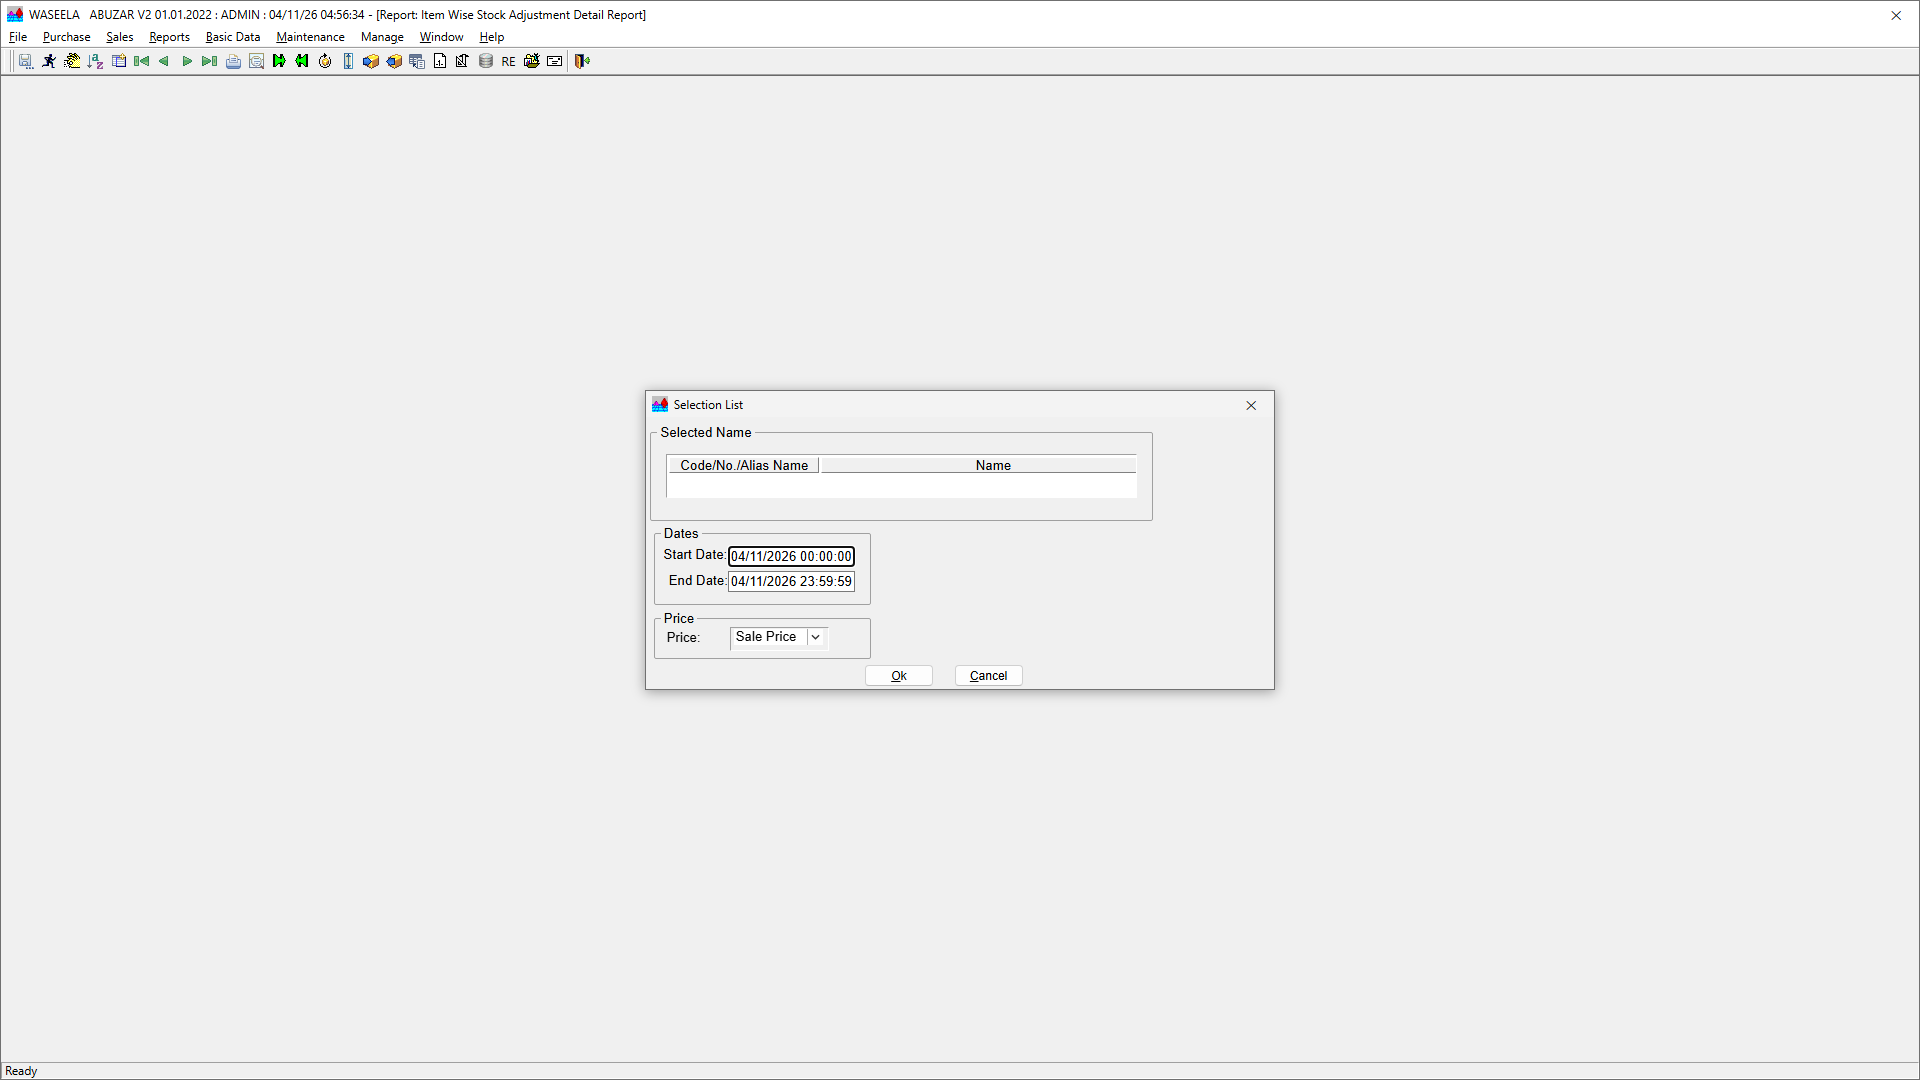 WASEELA   ABUZAR V2 01.01.2022 : ADMIN : 04/11/26 04:56:34 - [Report: Item Wise Stock Adjustment Detail Report]
File Purchase Sales Reports Basic Data Maintenance Manage Window Help
RE
Selection List
Selected Name
Code/No./Alias Name Name
Dates
Start Date: 04/11/2026 00:00:00
End Date: 04/11/2026 23:59:59
Price
Price: Sale Price
Ok Cancel
Ready